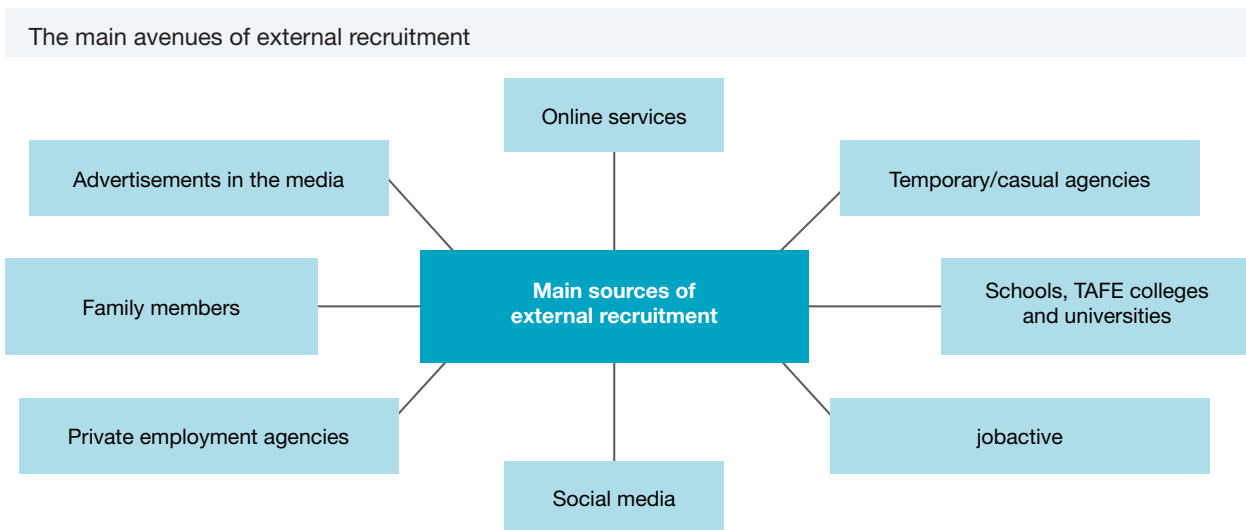 The main avenues of external recruitment
Online services
Advertisements in the media
Temporary/casual agencies
Family members
Main sources of
external recruitment
Schools, TAFE colleges
and universities
Private employment agencies
jobactive
Social media